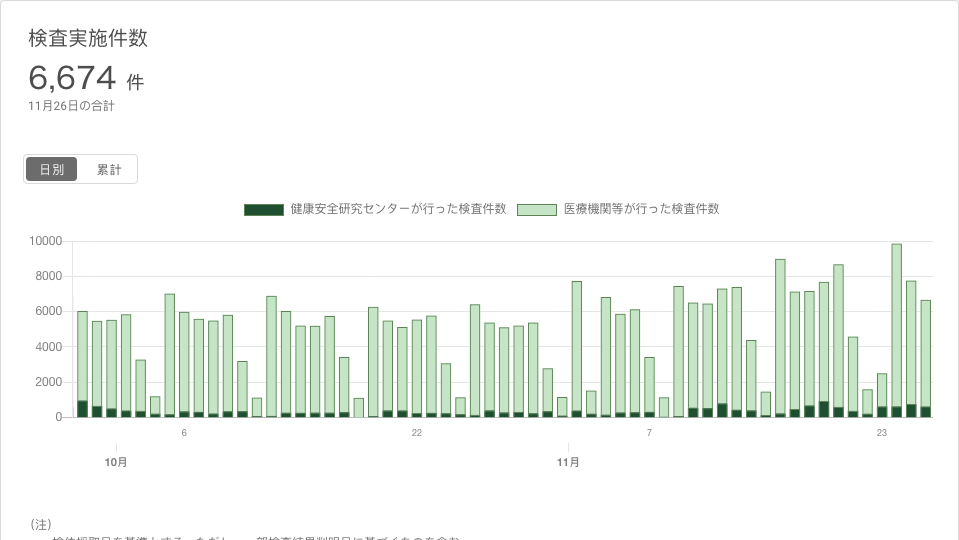 検査実施件数
6,674 件
11月26日の合計
日別 累計
健康安全研究センターが行った検査件数 医療機関等が行った検査件数
10000
8000
6000
4000
2000
0
6 22 7 23
10月 11月
（注）